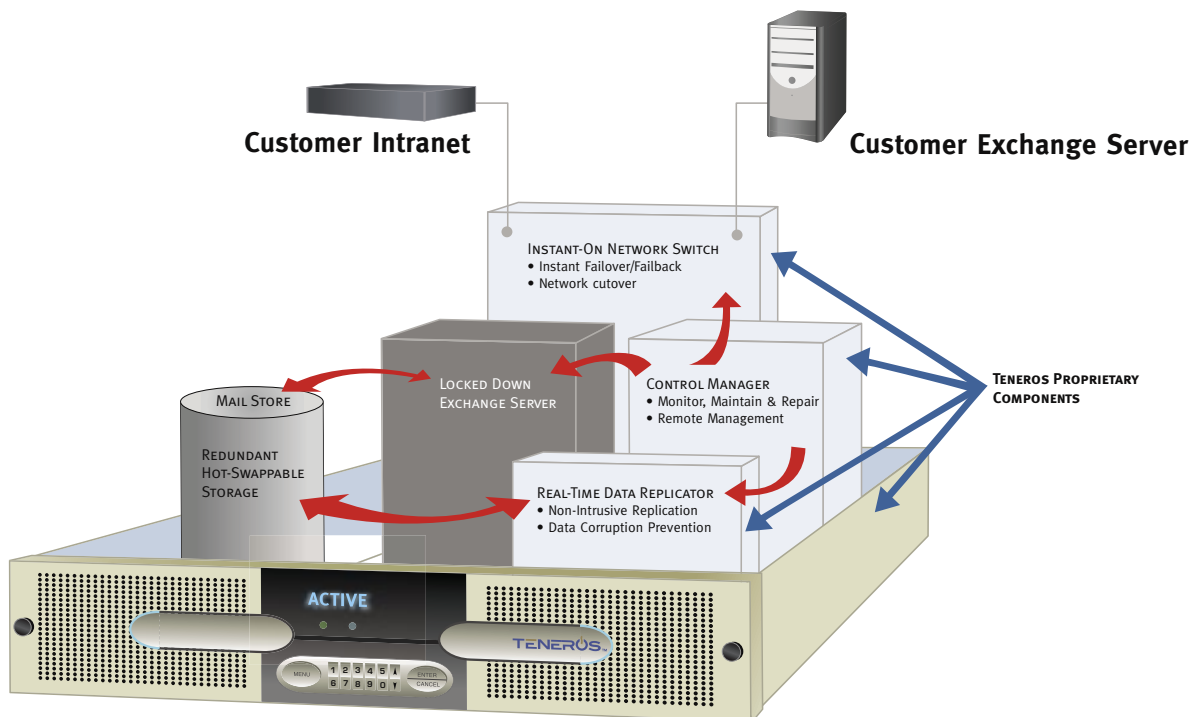 Customer Intranet
Customer Exchange Server
Instant-On Network Switch
• Instant Failover/Failback
• Network cutover
Mail Store
Redundant
Hot-Swappable
Storage
Locked Down
Exchange Server
Control Manager
• Monitor, Maintain & Repair
• Remote Management
Real-Time Data Replicator
• Non-Intrusive Replication
• Data Corruption Prevention
Teneros Proprietary
Components
ACTIVE
TENEROS
MENU
1 2 3 4 5
6 7 8 9 0
ENTER
CANCEL